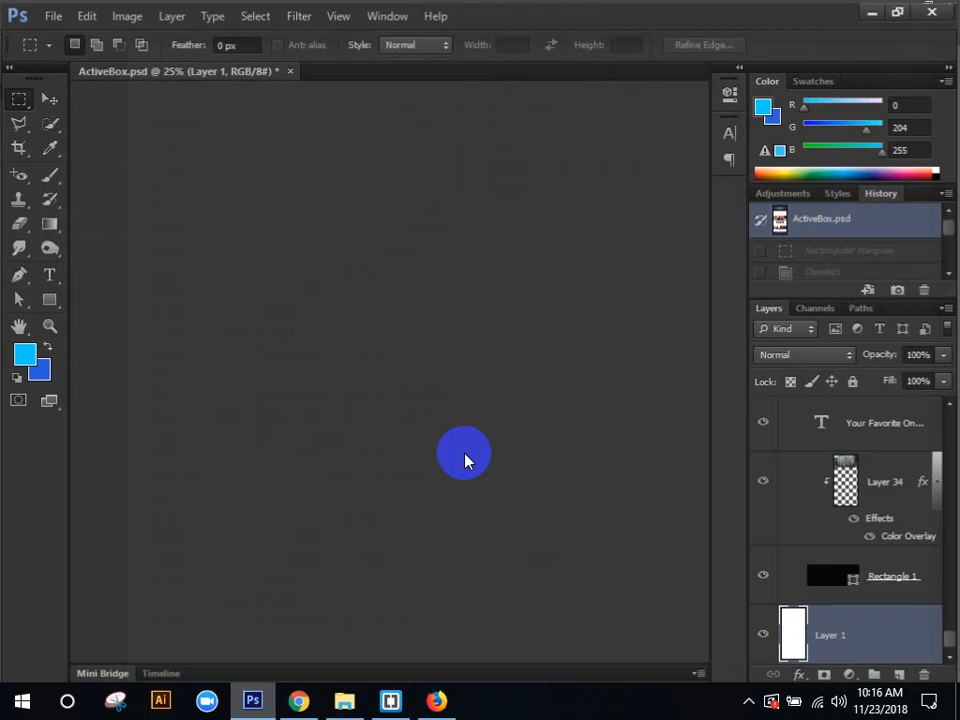 Ps File Edit Image Layer Type Select Filter View Window Help
Feather: 0 px Anti-alias Style: Normal Width: Height: Refine Edge...
ActiveBox.psd @ 25% (Layer 1, RGB/8#) * ×
Color Swatches
R 0
G 204
B 255
Adjustments Styles History
ActiveBox.psd
Rectangular Marquee
Deselect
Layers Channels Paths
Kind
Normal Opacity: 100%
Lock: Fill: 100%
T Your Favorite On...
Layer 34 fx
Effects
Color Overlay
Rectangle 1
Layer 1
Mini Bridge Timeline
Ai Ps
10:16 AM
11/23/2018